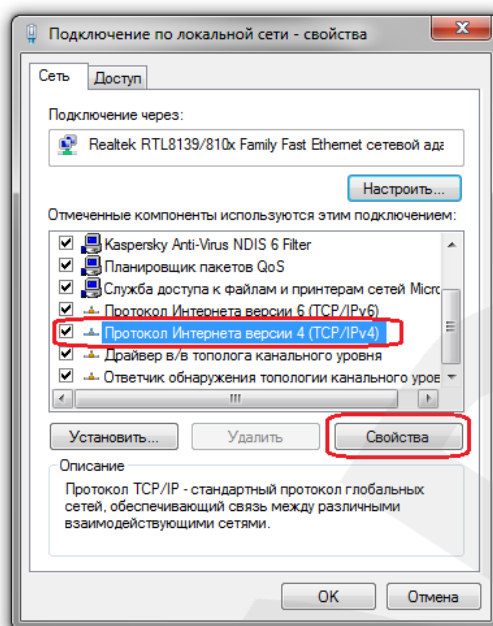 Подключение по локальной сети - свойства
Сеть
Доступ
Подключение через:
Realtek RTL8139/810x Family Fast Ethernet сетевой ада
Настроить...
Отмеченные компоненты используются этим подключением:
Kaspersky Anti-Virus NDIS 6 Filter
Планировщик пакетов QoS
Служба доступа к файлам и принтерам сетей Micro
Протокол Интернета версии 6 (TCP/IPv6)
Протокол Интернета версии 4 (TCP/IPv4)
Драйвер в/в тополога канального уровня
Ответчик обнаружения топологии канального уров
Установить...
Удалить
Свойства
Описание
Протокол TCP/IP - стандартный протокол глобальных
сетей, обеспечивающий связь между различными
взаимодействующими сетями.
OK
Отмена